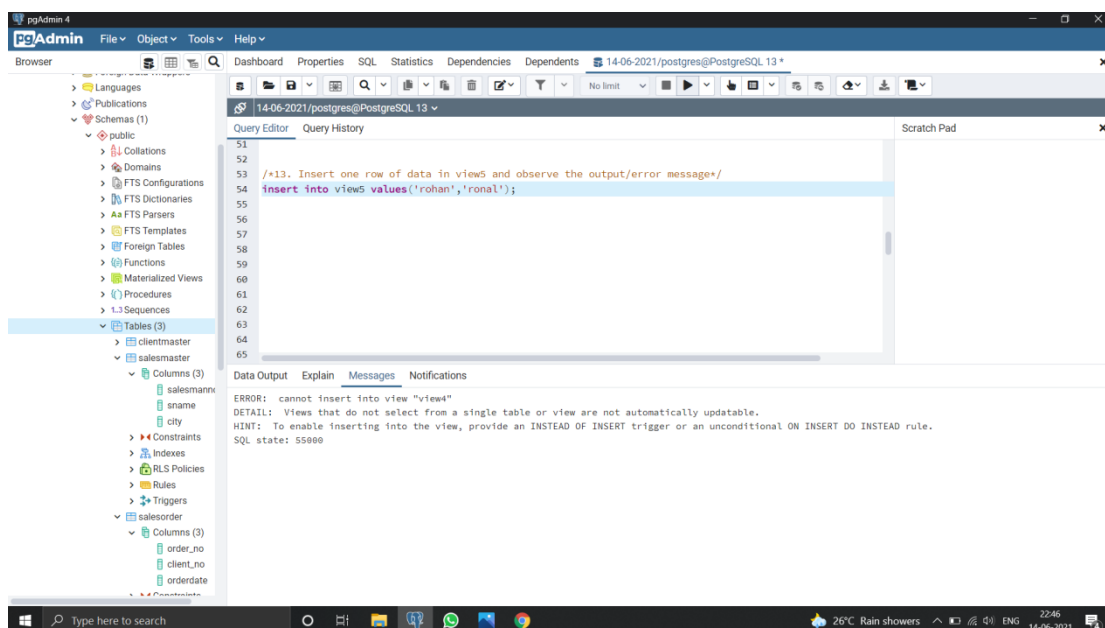 pgAdmin 4
pgAdmin File Object Tools Help
Browser Dashboard Properties SQL Statistics Dependencies Dependents 14-06-2021/postgres@PostgreSQL 13 *
No limit
14-06-2021/postgres@PostgreSQL 13
Query Editor Query History Scratch Pad
Languages
Publications
Schemas (1)
public
Collations
Domains
FTS Configurations
FTS Dictionaries
FTS Parsers
FTS Templates
Foreign Tables
Functions
Materialized Views
Procedures
1..3 Sequences
Tables (3)
clientmaster
salesmaster
Columns (3)
sname
city
Constraints
Indexes
RLS Policies
Rules
Triggers
salesorder
Columns (3)
order_no
client_no
orderdate
51
52
53 /*13. Insert one row of data in view5 and observe the output/error message*/
54 insert into view5 values('rohan','ronal');
55
56
57
58
59
60
61
62
63
64
65
Data Output Explain Messages Notifications
ERROR: cannot insert into view "view4"
DETAIL: Views that do not select from a single table or view are not automatically updatable.
HINT: To enable inserting into the view, provide an INSTEAD OF INSERT trigger or an unconditional ON INSERT DO INSTEAD rule.
SQL state: 55000
Type here to search
26°C Rain showers ENG 22:46
14-06-2021